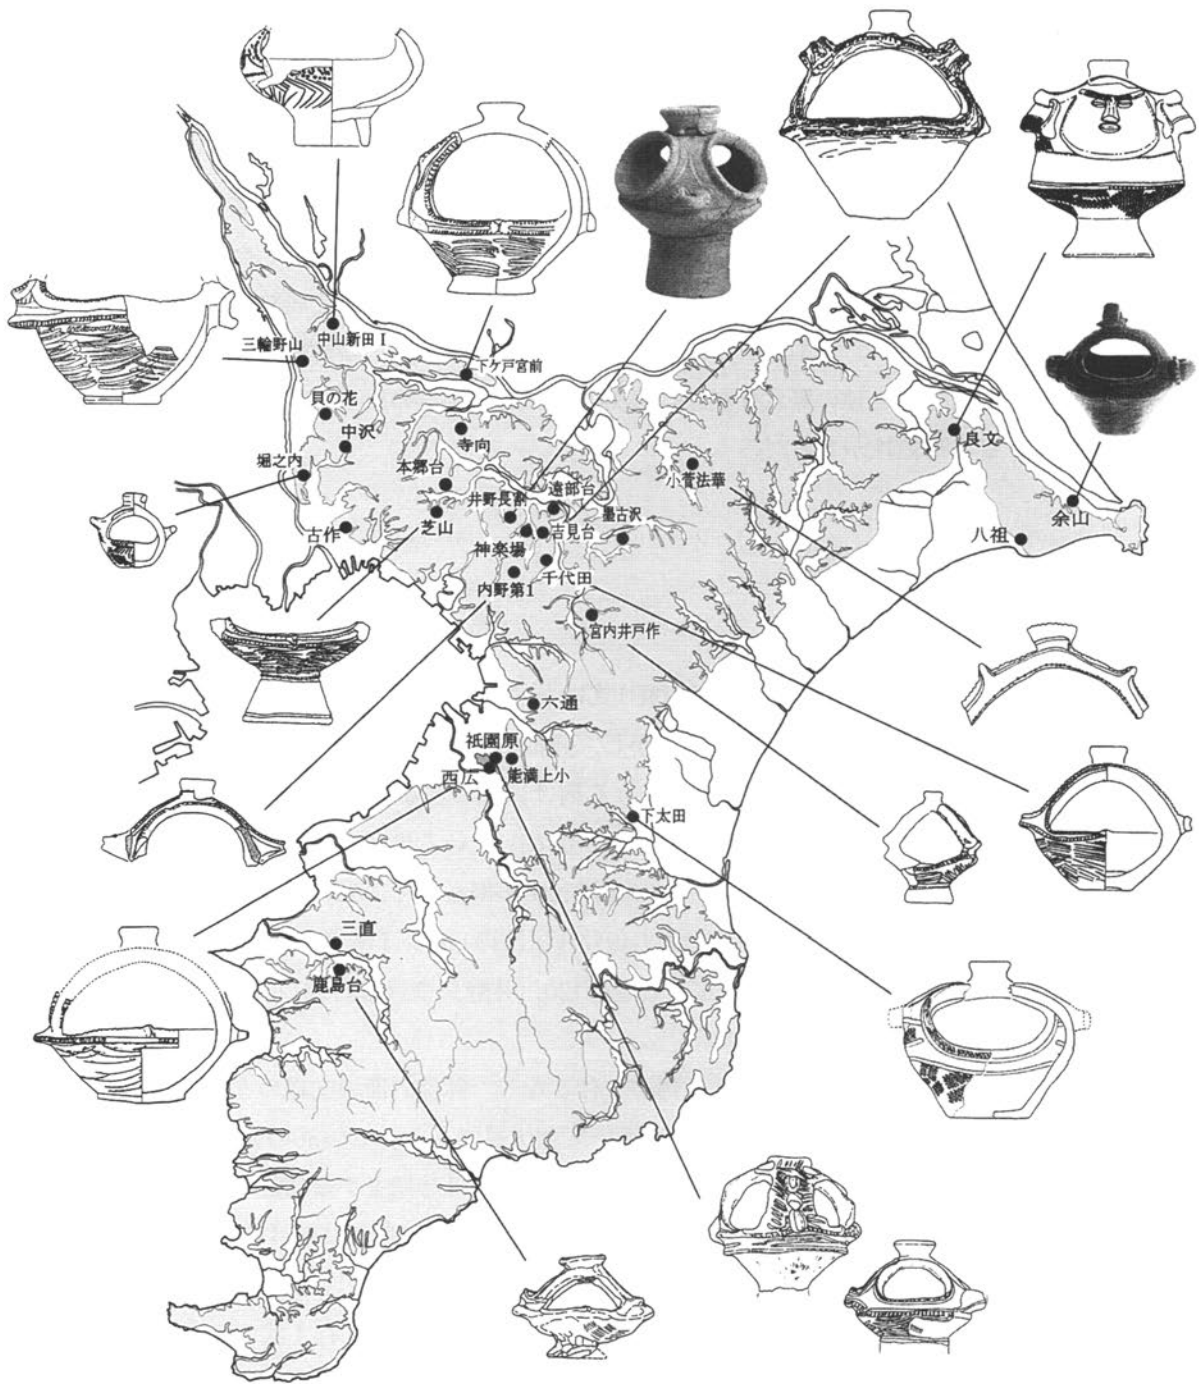 中山新田Ⅰ
三輪野山
下ケ戸宮前
貝の花
中沢
寺向
良文
堀之内
本郷台
小菅法華
井野長割
遠部台
余山
古作
芝山
吉見台
墨古沢
八祖
神楽場
千代田
内野第1
宮内井戸作
六通
祇園原
西広
能満上小
下太田
三直
鹿島台